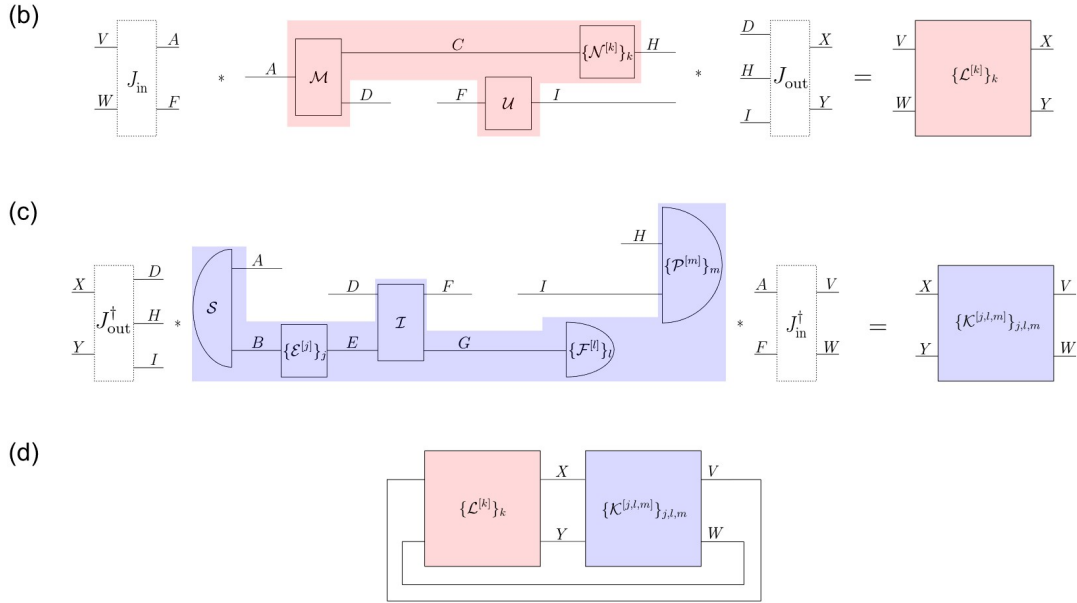 (b)
V A C {𝒩^[k]}_k H D X
J_in * A ℳ * H J_out = V {ℒ^[k]}_k X
W F D F 𝒰 I I Y W Y
(c)
H {𝒫^[m]}_m
X D 𝒮 A D F I A V X V
J†_out H * ℐ * J†_in = {𝒦^[j,l,m]}_j,l,m
Y I B {ℰ^[j]}_j E G {ℱ^[l]}_l F W Y W
(d)
X V
{ℒ^[k]}_k {𝒦^[j,l,m]}_j,l,m
Y W